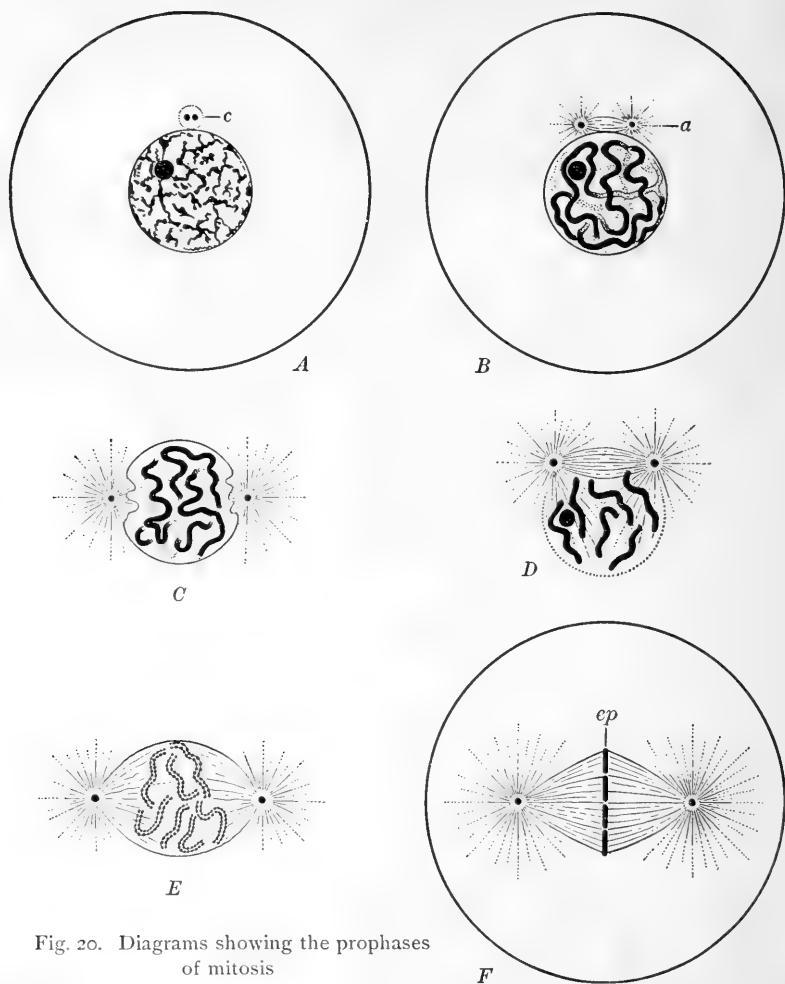 c
a
A
B
C
D
ep
E
Fig. 20. Diagrams showing the prophases
of mitosis
F